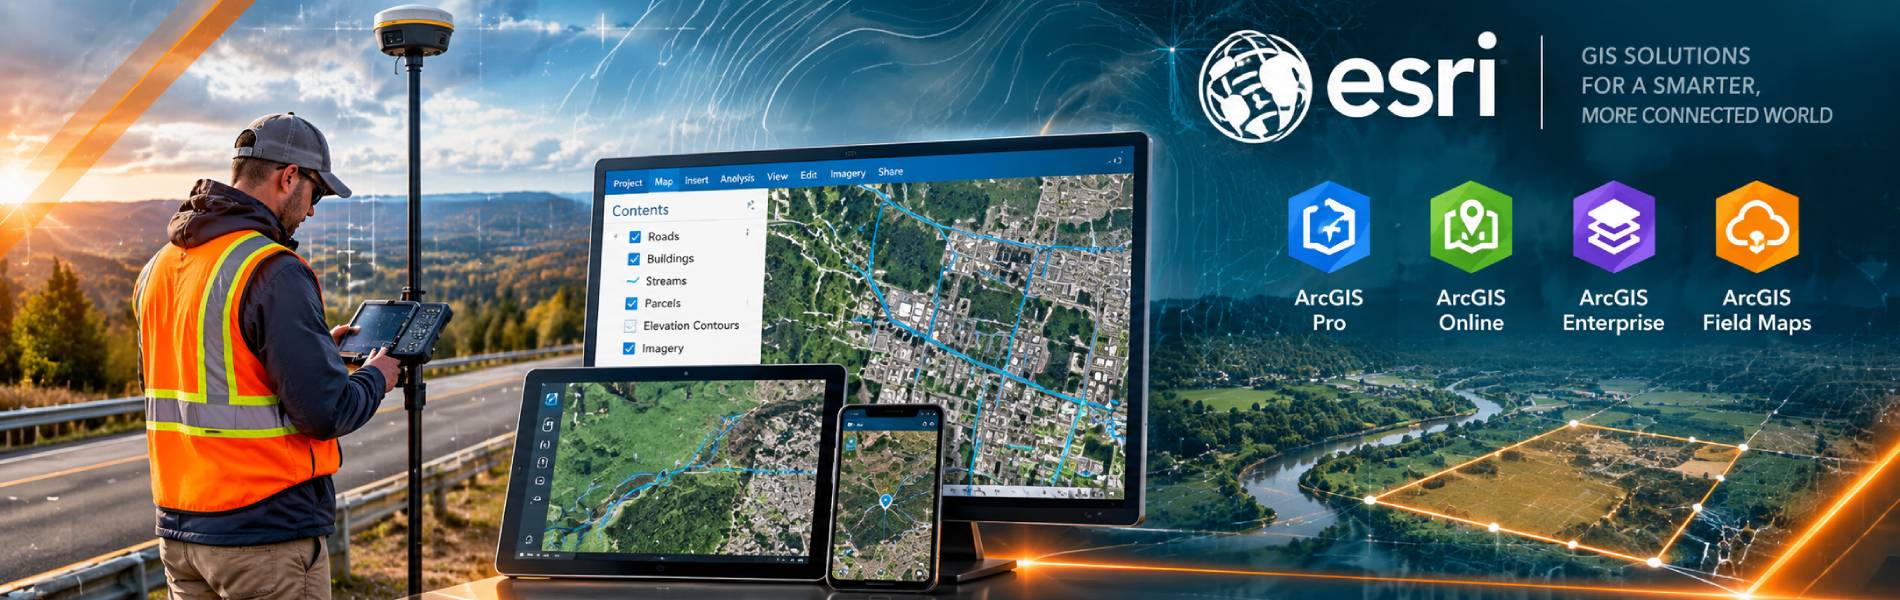 esri
GIS SOLUTIONS
FOR A SMARTER,
MORE CONNECTED WORLD
Project Map Insert Analysis View Edit Imagery Share
Contents
Roads
Buildings
Streams
Parcels
Elevation Contours
Imagery
ArcGIS
Pro
ArcGIS
Online
ArcGIS
Enterprise
ArcGIS
Field Maps